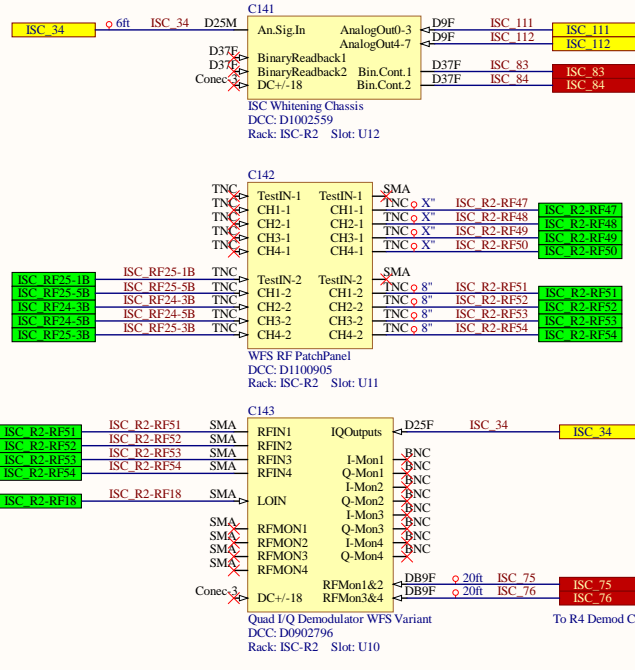 C141
ISC_34 6ft ISC_34 D25M An.Sig.In AnalogOut0-3 D9F ISC_111 ISC_111
AnalogOut4-7 D9F ISC_112 ISC_112
D37F BinaryReadback1
D37F BinaryReadback2 Bin.Cont.1 D37F ISC_83 ISC_83
Conec-3 DC+/-18 Bin.Cont.2 D37F ISC_84 ISC_84
ISC Whitening Chassis
DCC: D1002559
Rack: ISC-R2 Slot: U12
C142
TNC TestIN-1 TestIN-1 SMA
TNC CH1-1 CH1-1 TNC X" ISC_R2-RF47 ISC_R2-RF47
TNC CH2-1 CH2-1 TNC X" ISC_R2-RF48 ISC_R2-RF48
TNC CH3-1 CH3-1 TNC X" ISC_R2-RF49 ISC_R2-RF49
TNC CH4-1 CH4-1 TNC X" ISC_R2-RF50 ISC_R2-RF50
ISC_RF25-1B ISC_RF25-1B TNC TestIN-2 TestIN-2 SMA
ISC_RF25-5B ISC_RF25-5B TNC CH1-2 CH1-2 TNC 8" ISC_R2-RF51 ISC_R2-RF51
ISC_RF24-3B ISC_RF24-3B TNC CH2-2 CH2-2 TNC 8" ISC_R2-RF52 ISC_R2-RF52
ISC_RF24-5B ISC_RF24-5B TNC CH3-2 CH3-2 TNC 8" ISC_R2-RF53 ISC_R2-RF53
ISC_RF25-3B ISC_RF25-3B TNC CH4-2 CH4-2 TNC 8" ISC_R2-RF54 ISC_R2-RF54
WFS RF PatchPanel
DCC: D1100905
Rack: ISC-R2 Slot: U11
C143
ISC_R2-RF51 ISC_R2-RF51 SMA RFIN1 IQOutputs D25F ISC_34 ISC_34
ISC_R2-RF52 ISC_R2-RF52 SMA RFIN2
ISC_R2-RF53 ISC_R2-RF53 SMA RFIN3 I-Mon1 BNC
ISC_R2-RF54 ISC_R2-RF54 SMA RFIN4 Q-Mon1 BNC
I-Mon2 BNC
ISC_R2-RF18 ISC_R2-RF18 SMA LOIN Q-Mon2 BNC
I-Mon3 BNC
SMA RFMON1 Q-Mon3 BNC
SMA RFMON2 I-Mon4 BNC
SMA RFMON3 Q-Mon4 BNC
SMA RFMON4
RFMon1&2 DB9F 20ft ISC_75 ISC_75
Conec-3 DC+/-18 RFMon3&4 DB9F 20ft ISC_76 ISC_76
Quad I/Q Demodulator WFS Variant To R4 Demod C
DCC: D0902796
Rack: ISC-R2 Slot: U10